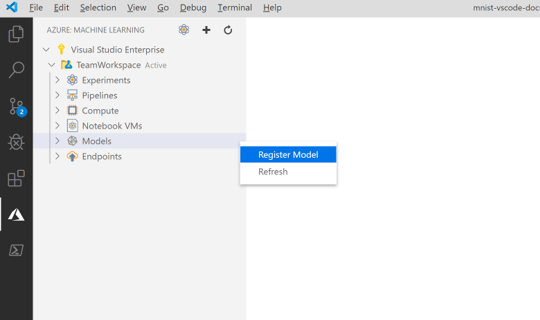 File Edit Selection View Go Debug Terminal Help mnist-vscode-doc
AZURE: MACHINE LEARNING
Visual Studio Enterprise
TeamWorkspace Active
Experiments
Pipelines
Compute
2
Notebook VMs
Models
Register Model
Endpoints
Refresh